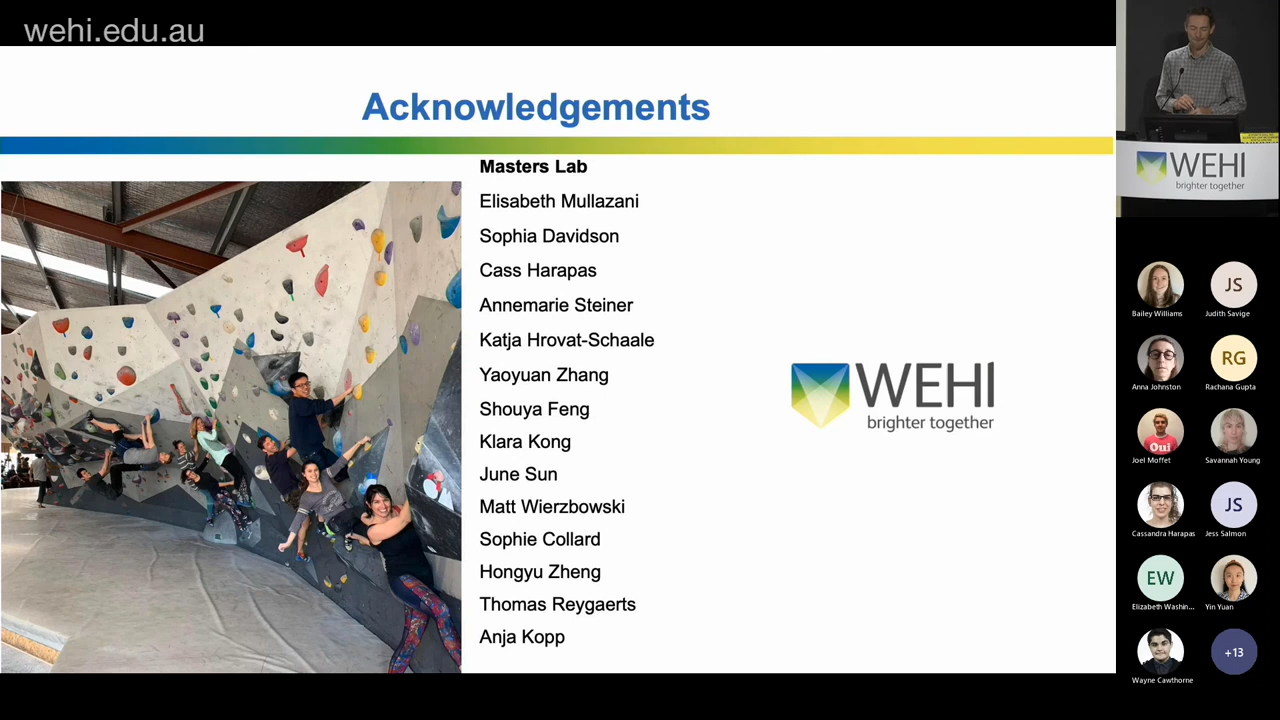 wehi.edu.au
Acknowledgements
Masters Lab
Elisabeth Mullazani
Sophia Davidson
Cass Harapas
Annemarie Steiner
Katja Hrovat-Schaale
Yaoyuan Zhang
Shouya Feng
Klara Kong
June Sun
Matt Wierzbowski
Sophie Collard
Hongyu Zheng
Thomas Reygaerts
Anja Kopp
WEHI
brighter together
WEHI
brighter together
JS
Bailey Williams
Judith Savige
RG
Anna Johnston
Rachana Gupta
Oui
Joel Moffet
Savannah Young
JS
Cassandra Harapas
Jess Salmon
EW
Elizabeth Washin...
Yin Yuan
+13
Wayne Cawthorne